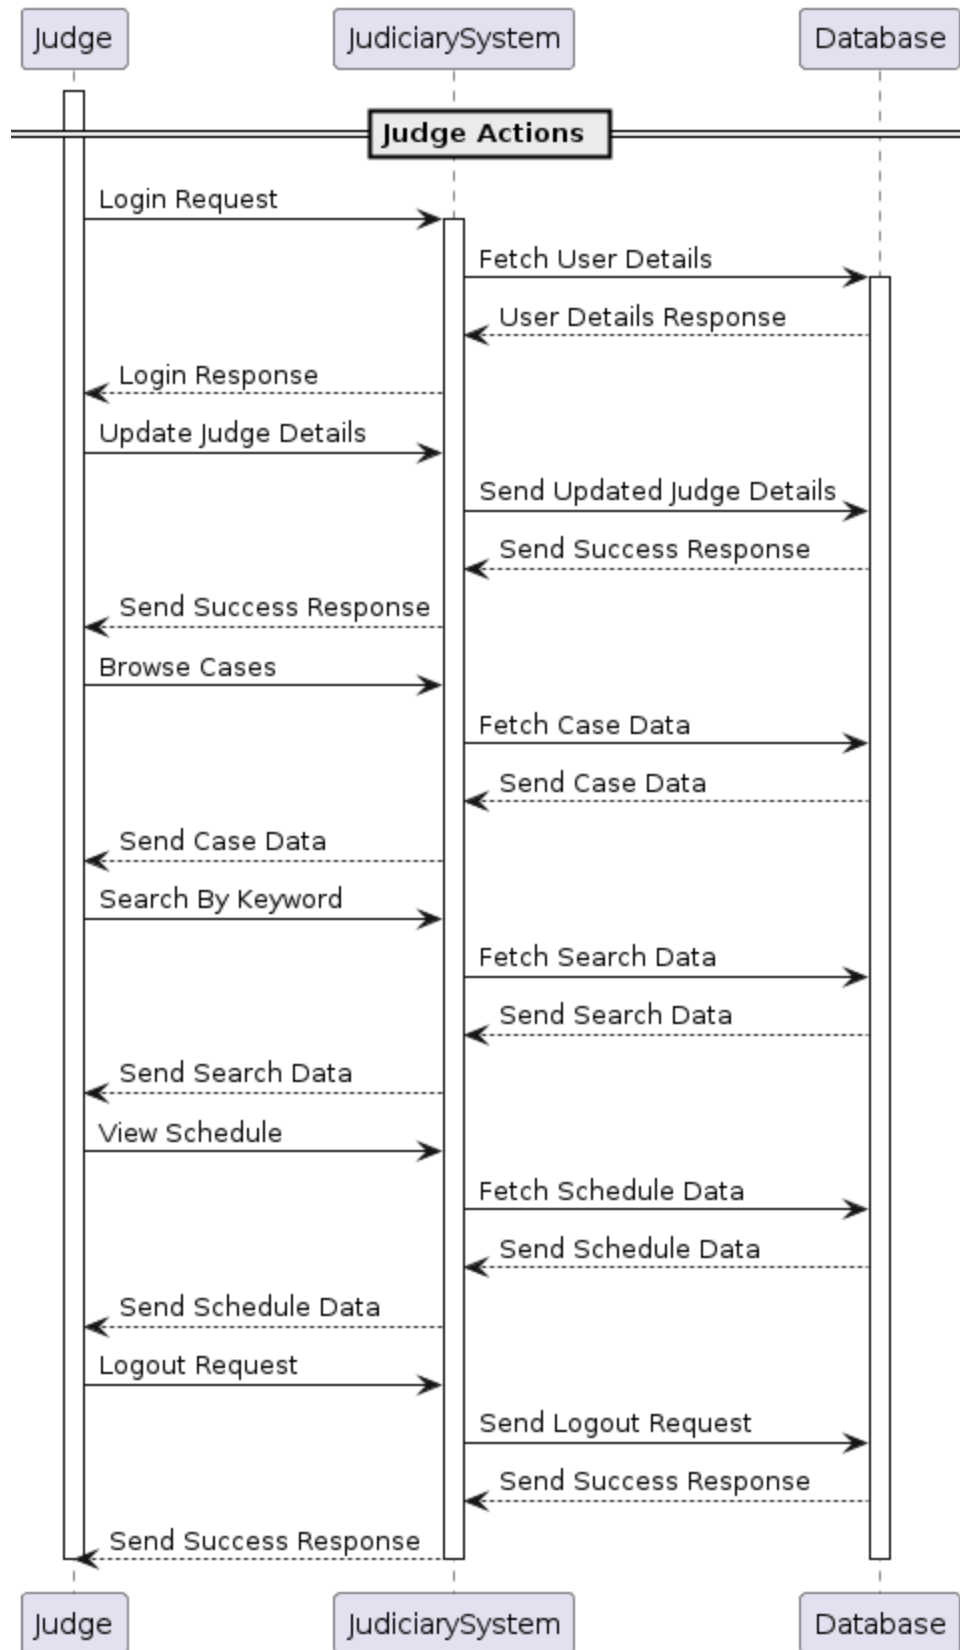 Judge JudiciarySystem Database
Judge Actions
Login Request
Fetch User Details
User Details Response
Login Response
Update Judge Details
Send Updated Judge Details
Send Success Response
Send Success Response
Browse Cases
Fetch Case Data
Send Case Data
Send Case Data
Search By Keyword
Fetch Search Data
Send Search Data
Send Search Data
View Schedule
Fetch Schedule Data
Send Schedule Data
Send Schedule Data
Logout Request
Send Logout Request
Send Success Response
Send Success Response
Judge JudiciarySystem Database